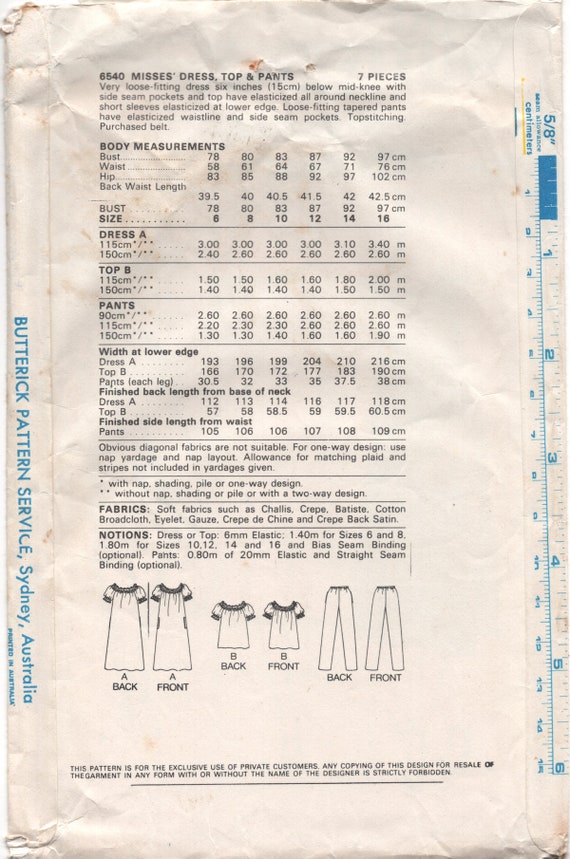 6540 MISSES' DRESS, TOP & PANTS 7 PIECES
Very loose-fitting dress six inches (15cm) below mid-knee with
side seam pockets and top have elasticized all around neckline and
short sleeves elasticized at lower edge. Loose-fitting tapered pants
have elasticized waistline and side seam pockets. Topstitching.
Purchased belt.
BODY MEASUREMENTS
Bust 78 80 83 87 92 97 cm
Waist 58 61 64 67 71 76 cm
Hip 83 85 88 92 97 102 cm
Back Waist Length
39.5 40 40.5 41.5 42 42.5 cm
BUST 78 80 83 87 92 97 cm
SIZE 6 8 10 12 14 16
DRESS A
115cm*/** 3.00 3.00 3.00 3.00 3.10 3.40 m
150cm*/** 2.40 2.60 2.60 2.60 2.60 2.60 m
TOP B
115cm*/** 1.50 1.50 1.60 1.60 1.80 2.00 m
150cm*/** 1.40 1.40 1.40 1.40 1.50 1.50 m
PANTS
90cm*/** 2.60 2.60 2.60 2.60 2.60 2.60 m
115cm*/** 2.20 2.30 2.30 2.60 2.60 2.60 m
150cm*/** 1.30 1.30 1.40 1.60 1.60 1.90 m
Width at lower edge
Dress A 193 196 199 204 210 216 cm
Top B 166 170 172 177 183 190 cm
Pants (each leg) 30.5 32 33 35 37.5 38 cm
Finished back length from base of neck
Dress A 112 113 114 116 117 118 cm
Top B 57 58 58.5 59 59.5 60.5 cm
Finished side length from waist
Pants 105 106 106 107 108 109 cm
Obvious diagonal fabrics are not suitable. For one-way design: use
nap yardage and nap layout. Allowance for matching plaid and
stripes not included in yardages given.
* with nap, shading, pile or one-way design.
** without nap, shading or pile or with a two-way design.
FABRICS: Soft fabrics such as Challis, Crepe, Batiste, Cotton
Broadcloth, Eyelet, Gauze, Crepe de Chine and Crepe Back Satin.
NOTIONS: Dress or Top: 6mm Elastic; 1.40m for Sizes 6 and 8,
1.80m for Sizes 10,12, 14 and 16 and Bias Seam Binding
(optional). Pants: 0.80m of 20mm Elastic and Straight Seam
Binding (optional).
A BACK
A FRONT
B BACK
B FRONT
BACK
FRONT
THIS PATTERN IS FOR THE EXCLUSIVE USE OF PRIVATE CUSTOMERS. ANY COPYING OF THIS DESIGN FOR RESALE OF
THE GARMENT IN ANY FORM WITH OR WITHOUT THE NAME OF THE DESIGNER IS STRICTLY FORBIDDEN.
BUTTERICK PATTERN SERVICE, Sydney, Australia
PRINTED IN AUSTRALIA
5/8"
seam allowance
centimeters
1
2
3
4
5
6